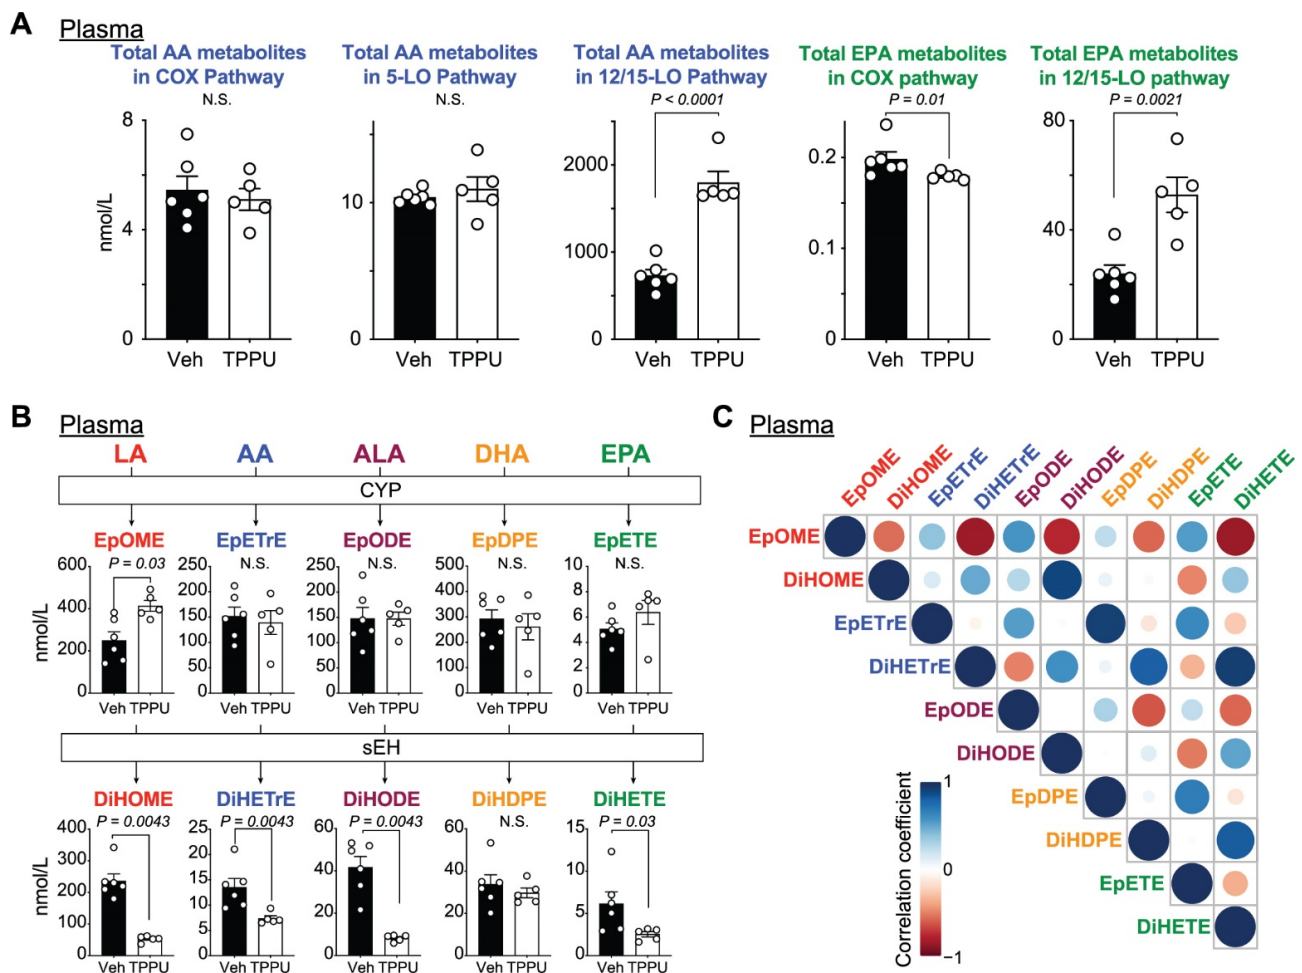 A
Plasma
Total AA metabolites
in COX Pathway
N.S.
Total AA metabolites
in 5-LO Pathway
N.S.
Total AA metabolites
in 12/15-LO Pathway
P < 0.0001
Total EPA metabolites
in COX pathway
P = 0.01
Total EPA metabolites
in 12/15-LO pathway
P = 0.0021
nmol/L
8
4
0
Veh TPPU
10
0
Veh TPPU
2000
1000
0
Veh TPPU
0.2
0.1
0
Veh TPPU
80
40
0
Veh TPPU
B
Plasma
LA AA ALA DHA EPA
CYP
EpOME EpETrE EpODE EpDPE EpETE
P = 0.03 N.S. N.S. N.S. N.S.
nmol/L
600
400
200
0
Veh TPPU
250
200
150
100
50
0
Veh TPPU
250
200
150
100
50
0
Veh TPPU
500
400
300
200
100
0
Veh TPPU
10
8
6
4
2
0
Veh TPPU
sEH
DiHOME DiHETrE DiHODE DiHDPE DiHETE
P = 0.0043 P = 0.0043 P = 0.0043 N.S. P = 0.03
nmol/L
400
300
200
100
0
Veh TPPU
25
20
15
10
5
0
Veh TPPU
60
40
20
0
Veh TPPU
60
40
20
0
Veh TPPU
15
10
5
0
Veh TPPU
C
Plasma
EpOME
DiHOME
EpETrE
DiHETrE
EpODE
DiHODE
EpDPE
DiHDPE
EpETE
DiHETE
EpOME
DiHOME
EpETrE
DiHETrE
EpODE
DiHODE
EpDPE
DiHDPE
EpETE
DiHETE
Correlation coefficient
1
0
−1